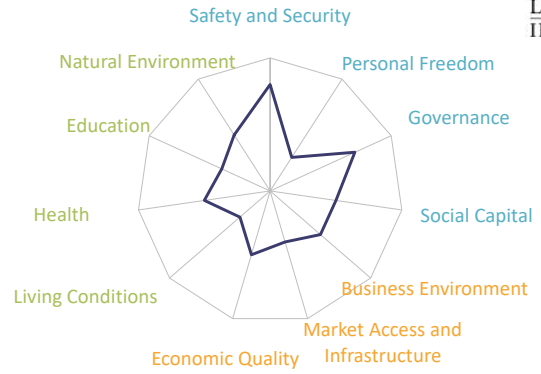 Safety and Security
Natural Environment
Personal Freedom
Education
Governance
Health
Social Capital
Living Conditions
Business Environment
Market Access and
Infrastructure
Economic Quality